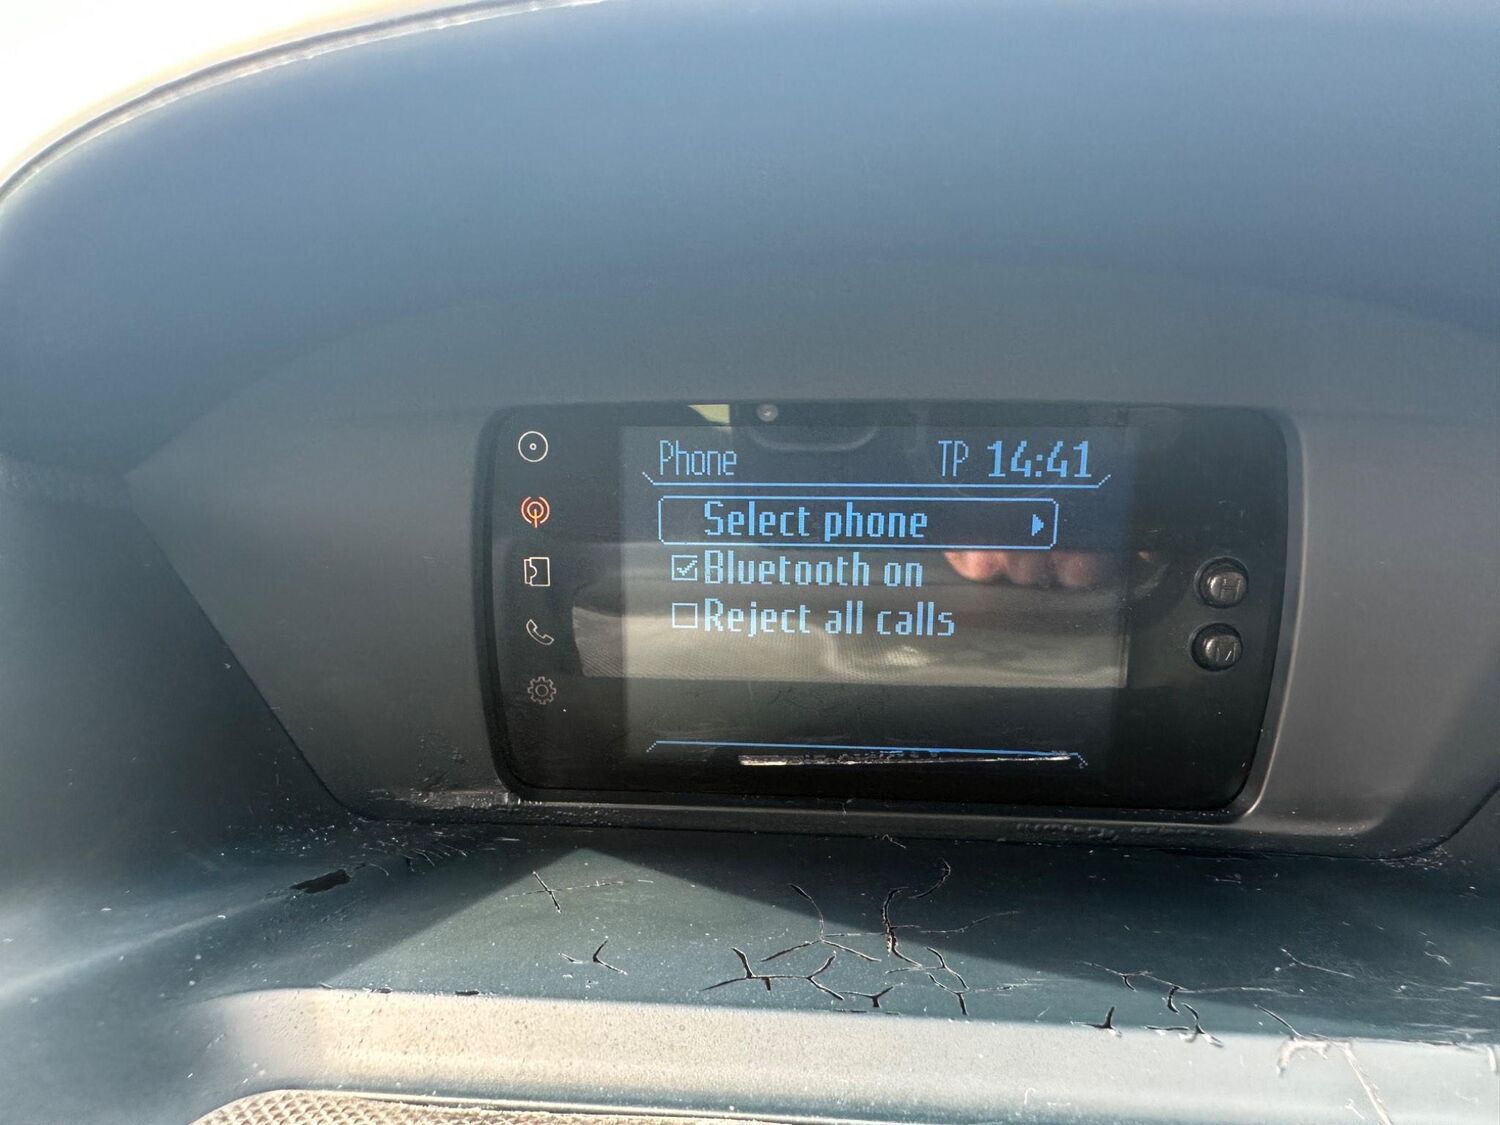 Phone TP 14:41
Select phone
Bluetooth on
Reject all calls
H
M